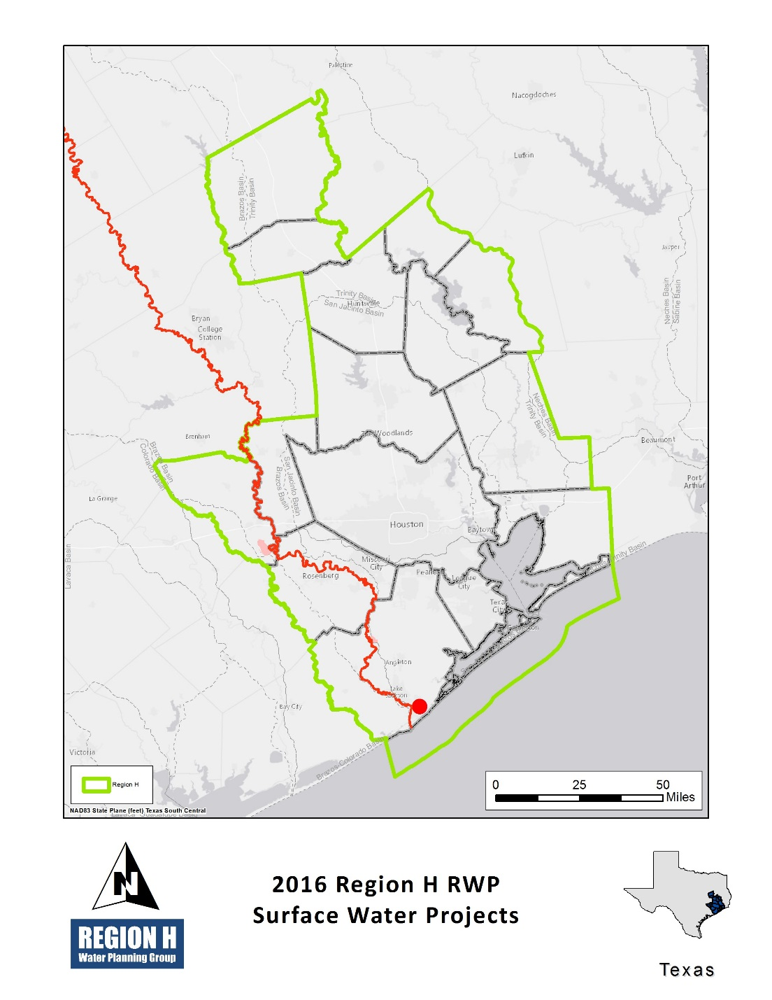 Palestine
Nacogdoches
Lufkin
Brazos Basin
Trinity Basin
Jasper
Neches Basin
Sabine Basin
Trinity Basin
Huntsville
San Jacinto Basin
Bryan
College
Station
Neches Basin
Trinity Basin
The Woodlands
Brenham
Beaumont
Brazos Basin
Colorado Basin
San Jacinto Basin
Brazos Basin
Port
Arthur
La Grange
Houston
Baytown
Lavaca Basin
Missouri
City
Rosenberg
Pearland
League
City
Trinity Basin
Texas
City
Galveston
Angleton
Lake
Jackson
Bay City
Victoria
Brazos-Colorado Basin
Region H
NAD83 State Plane (feet) Texas South Central
Lavaca Guadalupe Basin
0 25 50
Miles
N
REGION H
Water Planning Group
2016 Region H RWP
Surface Water Projects
Texas